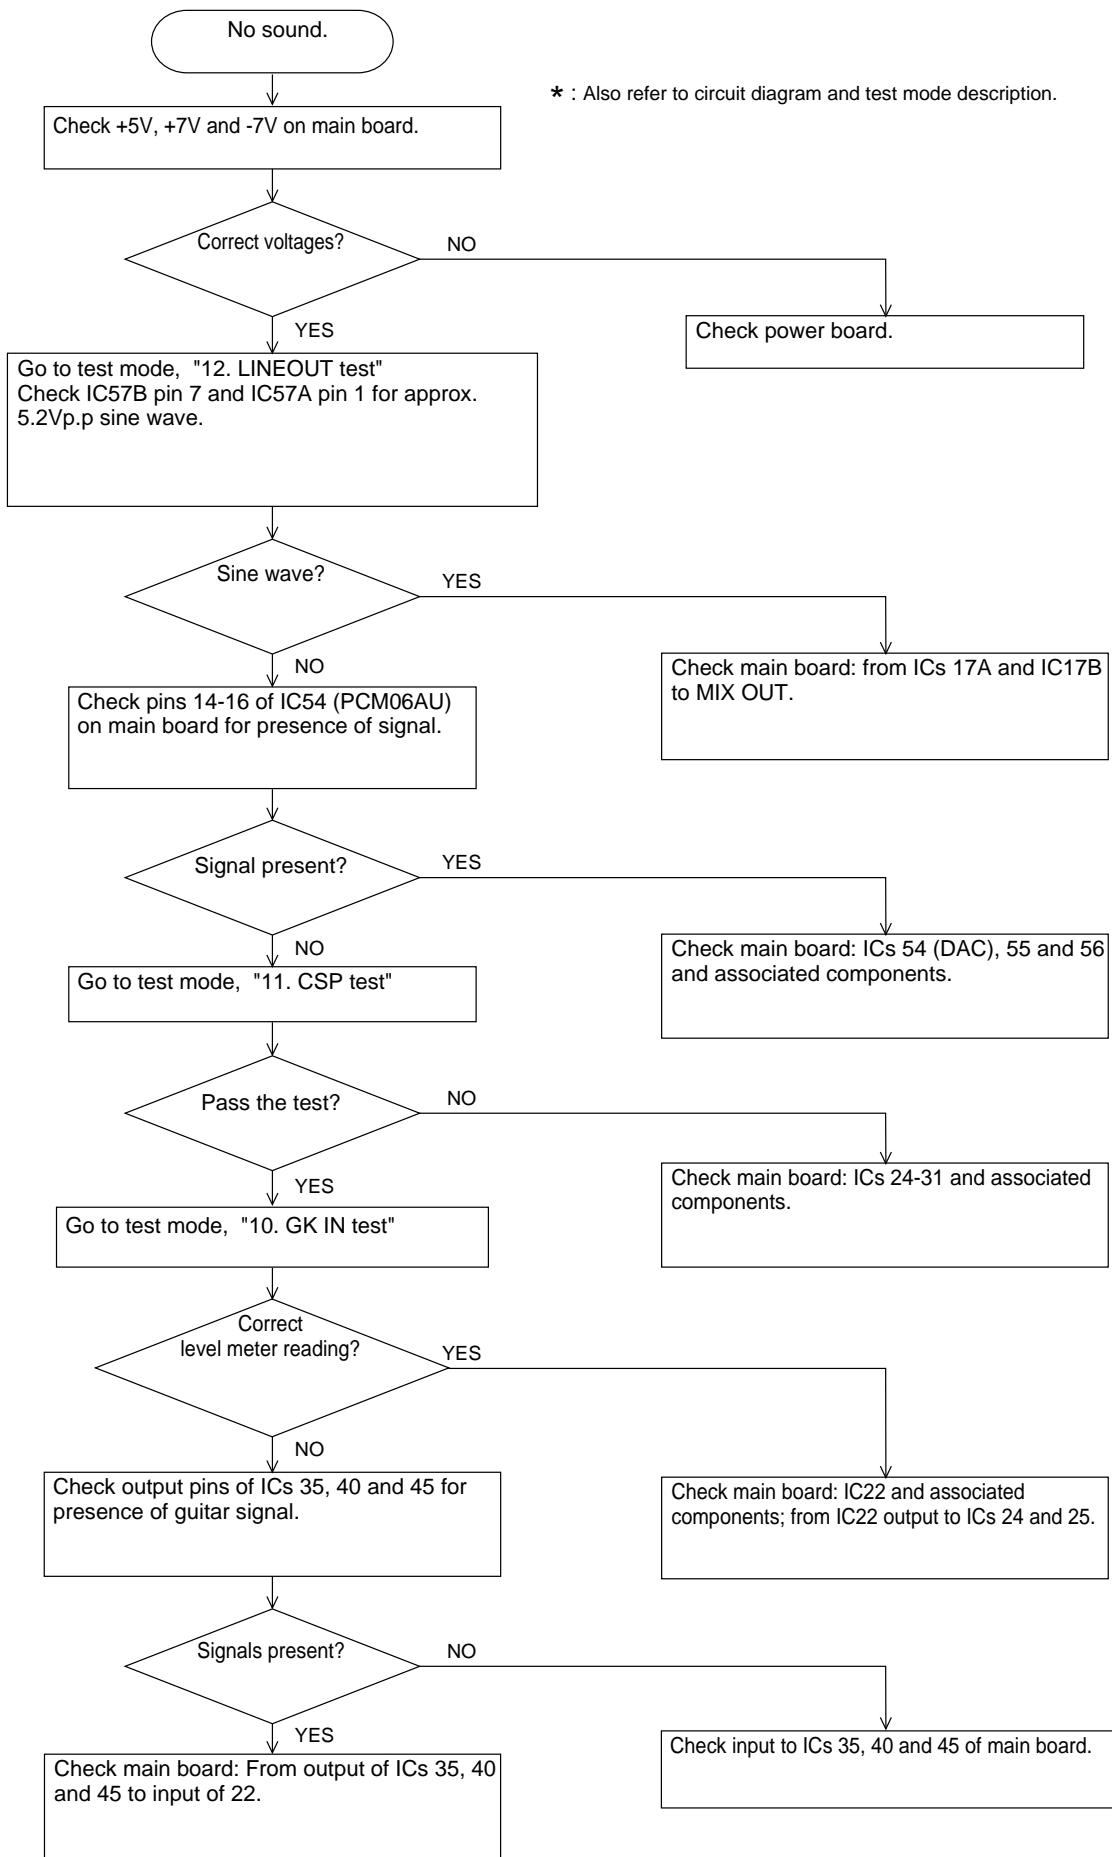 No sound.
* : Also refer to circuit diagram and test mode description.
Check +5V, +7V and -7V on main board.
Correct voltages?
NO
YES
Check power board.
Go to test mode, "12. LINEOUT test"
Check IC57B pin 7 and IC57A pin 1 for approx.
5.2Vp.p sine wave.
Sine wave?
YES
NO
Check main board: from ICs 17A and IC17B
to MIX OUT.
Check pins 14-16 of IC54 (PCM06AU)
on main board for presence of signal.
Signal present?
YES
NO
Check main board: ICs 54 (DAC), 55 and 56
and associated components.
Go to test mode, "11. CSP test"
Pass the test?
NO
YES
Check main board: ICs 24-31 and associated
components.
Go to test mode, "10. GK IN test"
Correct
level meter reading?
YES
NO
Check main board: IC22 and associated
components; from IC22 output to ICs 24 and 25.
Check output pins of ICs 35, 40 and 45 for
presence of guitar signal.
Signals present?
NO
YES
Check input to ICs 35, 40 and 45 of main board.
Check main board: From output of ICs 35, 40
and 45 to input of 22.